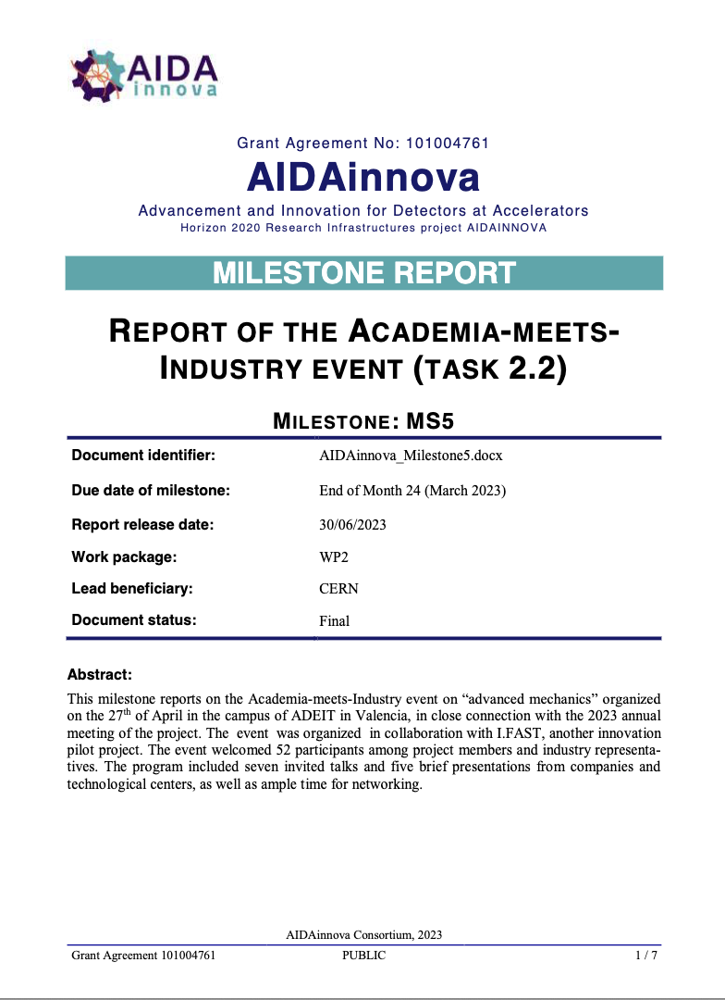 AIDA
innova
Grant Agreement No: 101004761
AIDAinnova
Advancement and Innovation for Detectors at Accelerators
Horizon 2020 Research Infrastructures project AIDAINNOVA
MILESTONE REPORT
REPORT OF THE ACADEMIA-MEETS-
INDUSTRY EVENT (TASK 2.2)
MILESTONE: MS5
Document identifier: AIDAinnova_Milestone5.docx
Due date of milestone: End of Month 24 (March 2023)
Report release date: 30/06/2023
Work package: WP2
Lead beneficiary: CERN
Document status: Final
Abstract:
This milestone reports on the Academia-meets-Industry event on “advanced mechanics” organized
on the 27th of April in the campus of ADEIT in Valencia, in close connection with the 2023 annual
meeting of the project. The event was organized in collaboration with I.FAST, another innovation
pilot project. The event welcomed 52 participants among project members and industry representa-
tives. The program included seven invited talks and five brief presentations from companies and
technological centers, as well as ample time for networking.
AIDAinnova Consortium, 2023
Grant Agreement 101004761 PUBLIC 1 / 7